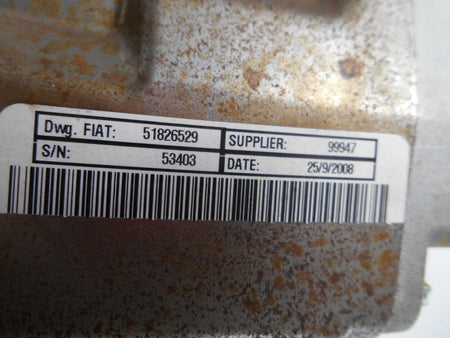 Dwg. FIAT: 51826529 SUPPLIER: 99947
S/N: 53403 DATE: 25/9/2008